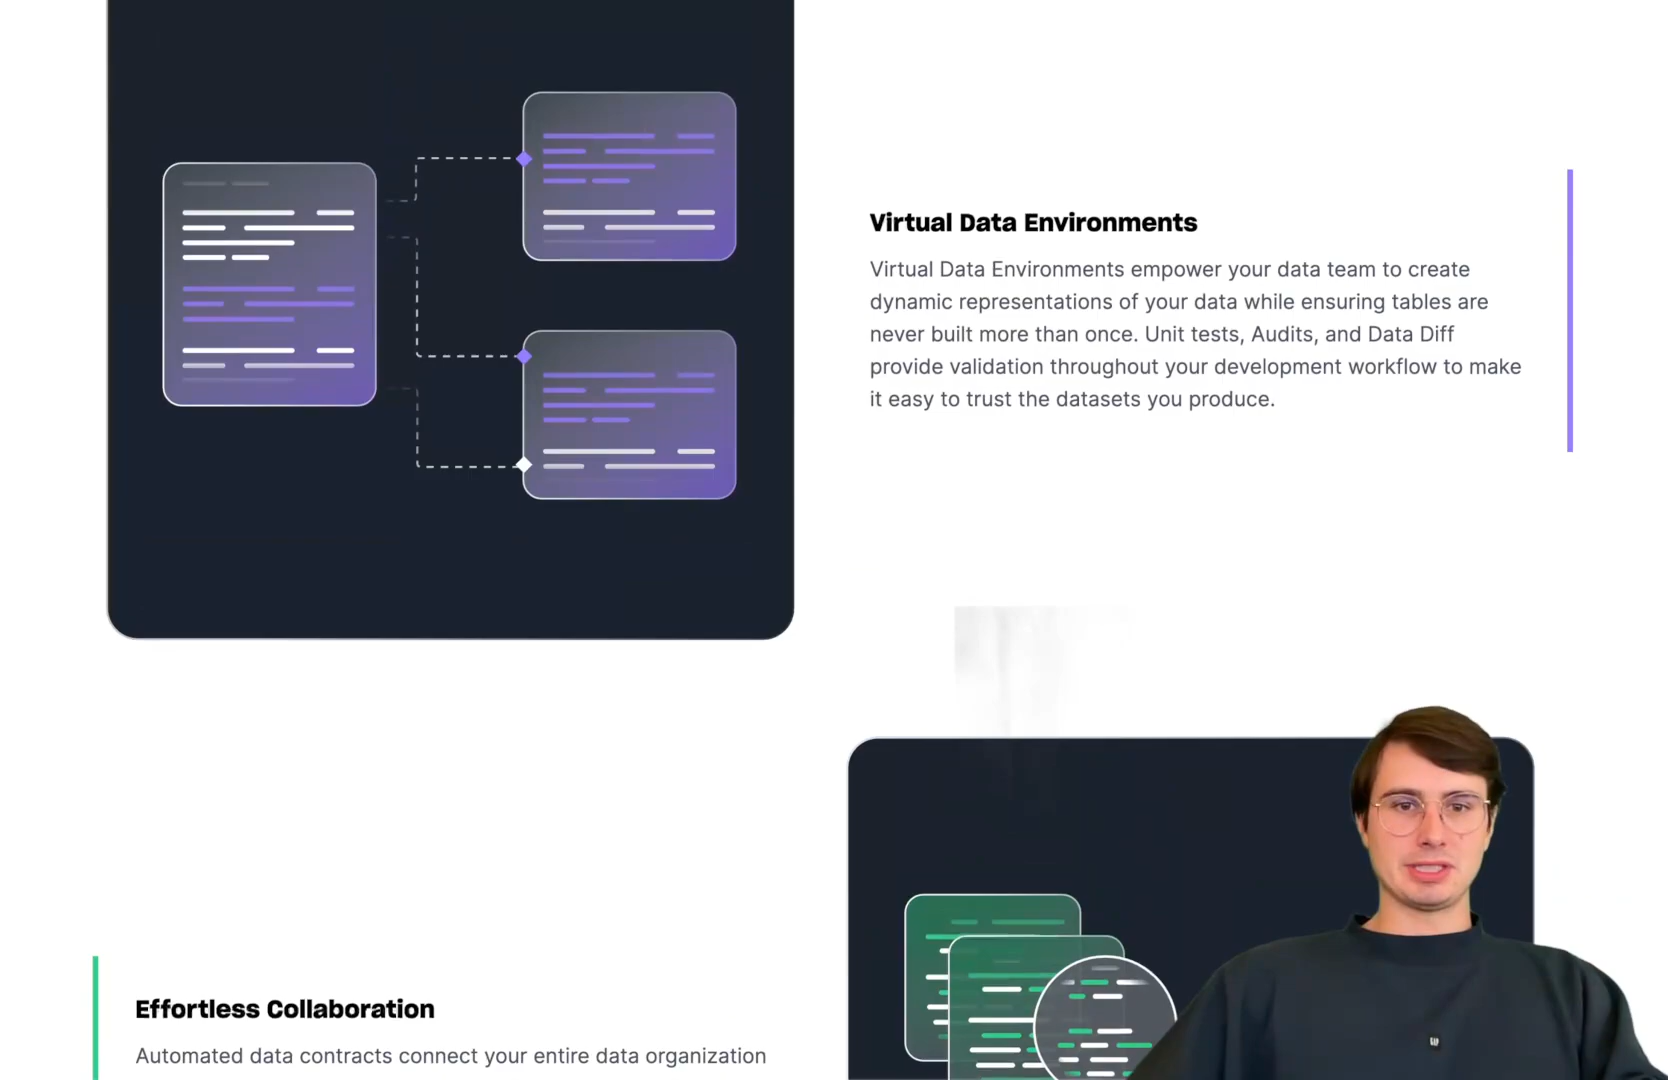 Virtual Data Environments
Virtual Data Environments empower your data team to create
dynamic representations of your data while ensuring tables are
never built more than once. Unit tests, Audits, and Data Diff
provide validation throughout your development workflow to make
it easy to trust the datasets you produce.
Effortless Collaboration
Automated data contracts connect your entire data organization